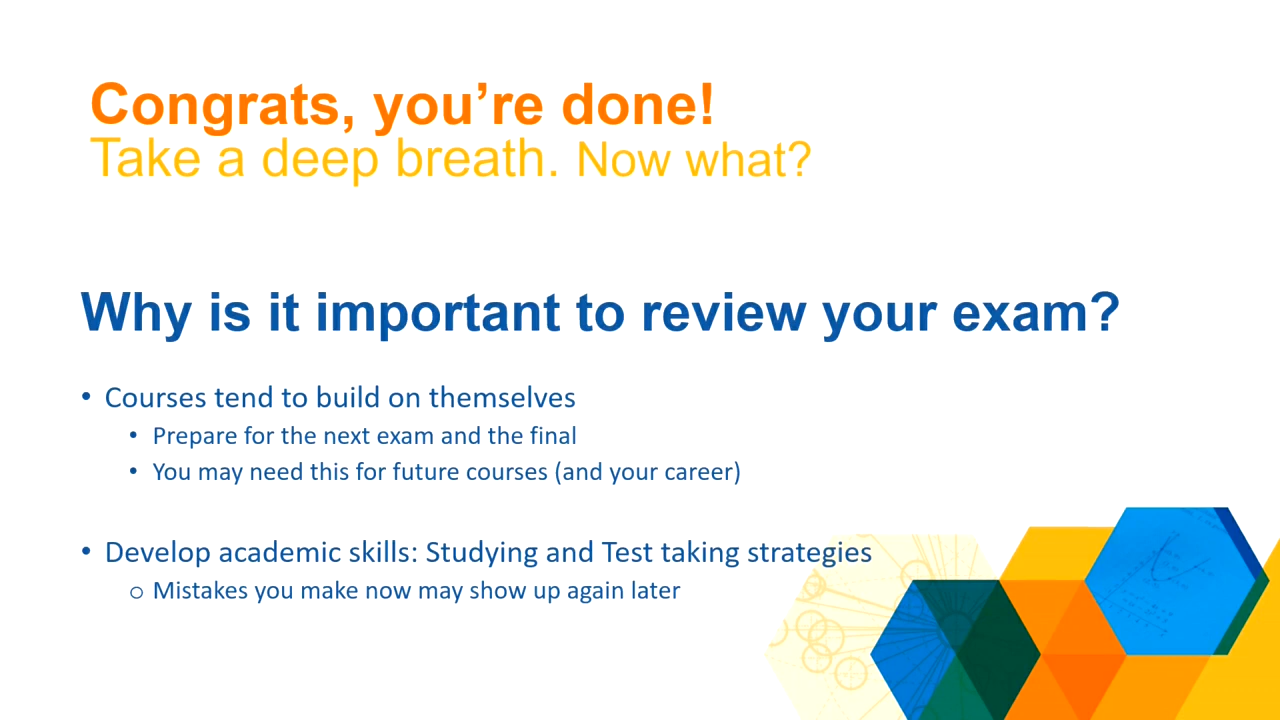 Congrats, you’re done!
Take a deep breath. Now what?
Why is it important to review your exam?
• Courses tend to build on themselves
• Prepare for the next exam and the final
• You may need this for future courses (and your career)
• Develop academic skills: Studying and Test taking strategies
o Mistakes you make now may show up again later